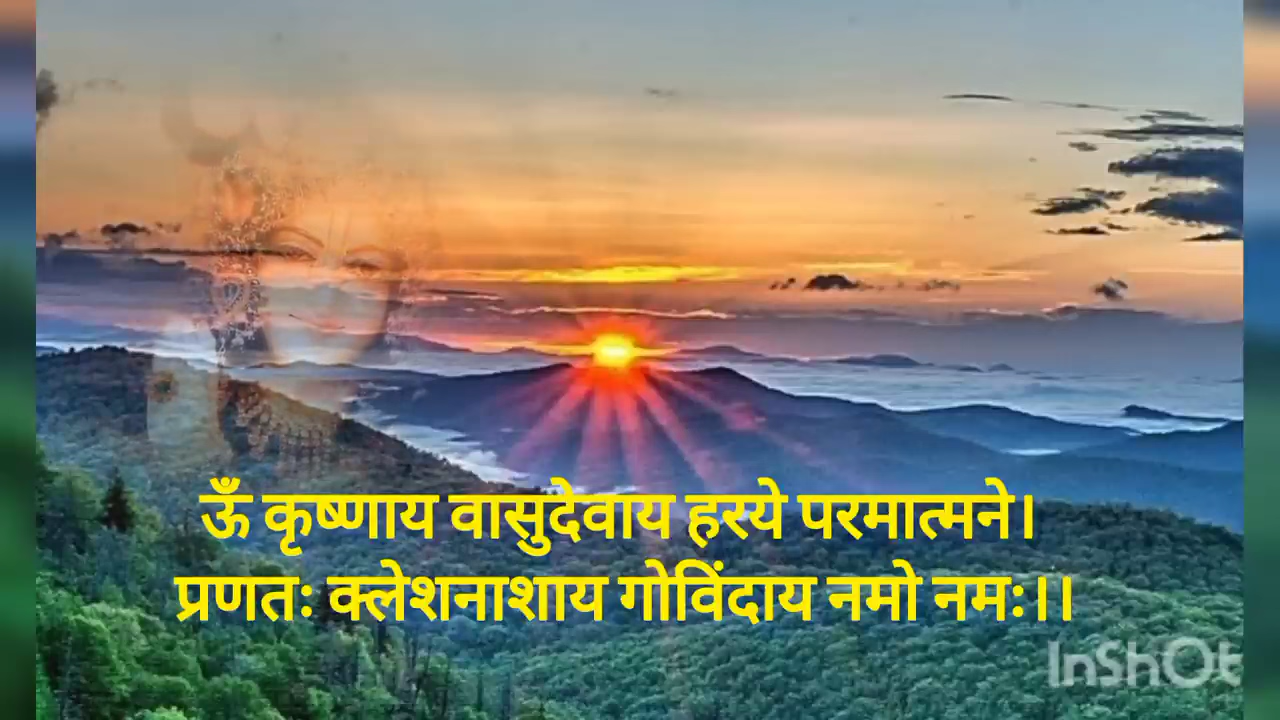 ऊँ कृष्णाय वासुदेवाय हरये परमात्मने।
प्रणतः क्लेशनाशाय गोविंदाय नमो नमः।।
InShOt